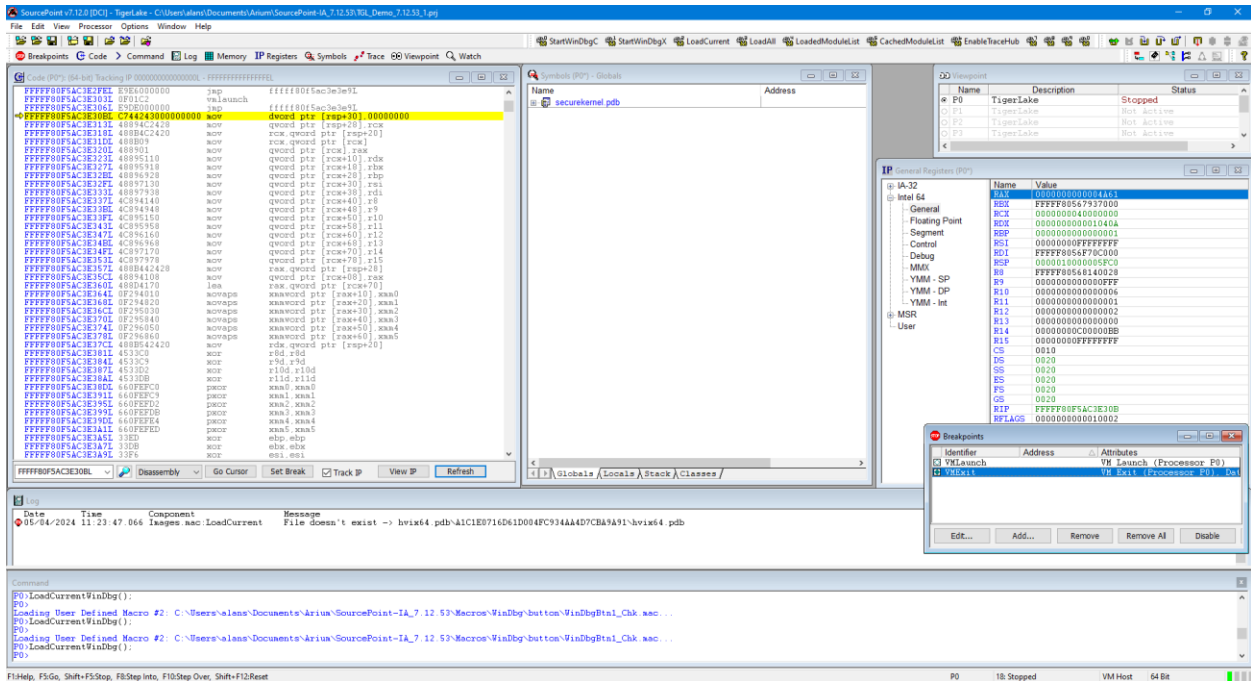 SourcePoint v7.12.0 [DCI] - TigerLake - C:\Users\alans\Documents\Arium\SourcePoint-IA_7.12.53\TGL_Demo_7.12.53_1.prj
File Edit View Processor Options Window Help
StartWinDbgC StartWinDbgX LoadCurrent LoadAll LoadedModuleList CachedModuleList EnableTraceHub
Breakpoints Code Command Log Memory IP Registers Symbols Trace Viewpoint Watch
Code (P0*): (64-bit) Tracking IP 0000000000000000L - FFFFFFFFFFFFFFFFL
FFFFF80F5AC3E2FEL E9E6000000 jmp fffff80f5ac3e3e9L
FFFFF80F5AC3E303L 0F01C2 vmlaunch
FFFFF80F5AC3E306L E9DE000000 jmp fffff80f5ac3e3e9L
FFFFF80F5AC3E30BL C744243000000000 mov dword ptr [rsp+30],00000000
FFFFF80F5AC3E313L 48894C2428 mov qword ptr [rsp+28],rcx
FFFFF80F5AC3E318L 488B4C2420 mov rcx,qword ptr [rsp+20]
FFFFF80F5AC3E31DL 488B09 mov rcx,qword ptr [rcx]
FFFFF80F5AC3E320L 488901 mov qword ptr [rcx],rax
FFFFF80F5AC3E323L 48895110 mov qword ptr [rcx+10],rdx
FFFFF80F5AC3E327L 48895918 mov qword ptr [rcx+18],rbx
FFFFF80F5AC3E32BL 48896928 mov qword ptr [rcx+28],rbp
FFFFF80F5AC3E32FL 48897130 mov qword ptr [rcx+30],rsi
FFFFF80F5AC3E333L 48897938 mov qword ptr [rcx+38],rdi
FFFFF80F5AC3E337L 4C894140 mov qword ptr [rcx+40],r8
FFFFF80F5AC3E33BL 4C894948 mov qword ptr [rcx+48],r9
FFFFF80F5AC3E33FL 4C895150 mov qword ptr [rcx+50],r10
FFFFF80F5AC3E343L 4C895958 mov qword ptr [rcx+58],r11
FFFFF80F5AC3E347L 4C896160 mov qword ptr [rcx+60],r12
FFFFF80F5AC3E34BL 4C896968 mov qword ptr [rcx+68],r13
FFFFF80F5AC3E34FL 4C897170 mov qword ptr [rcx+70],r14
FFFFF80F5AC3E353L 4C897978 mov qword ptr [rcx+78],r15
FFFFF80F5AC3E357L 488B442428 mov rax,qword ptr [rsp+28]
FFFFF80F5AC3E35CL 48894108 mov qword ptr [rcx+08],rax
FFFFF80F5AC3E360L 488D4170 lea rax,qword ptr [rcx+70]
FFFFF80F5AC3E364L 0F294010 movaps xmmword ptr [rax+10],xmm0
FFFFF80F5AC3E368L 0F294820 movaps xmmword ptr [rax+20],xmm1
FFFFF80F5AC3E36CL 0F295030 movaps xmmword ptr [rax+30],xmm2
FFFFF80F5AC3E370L 0F295840 movaps xmmword ptr [rax+40],xmm3
FFFFF80F5AC3E374L 0F296050 movaps xmmword ptr [rax+50],xmm4
FFFFF80F5AC3E378L 0F296860 movaps xmmword ptr [rax+60],xmm5
FFFFF80F5AC3E37CL 488B542420 mov rdx,qword ptr [rsp+20]
FFFFF80F5AC3E381L 4533C0 xor r8d,r8d
FFFFF80F5AC3E384L 4533C9 xor r9d,r9d
FFFFF80F5AC3E387L 4533D2 xor r10d,r10d
FFFFF80F5AC3E38AL 4533DB xor r11d,r11d
FFFFF80F5AC3E38DL 660FEFC0 pxor xmm0,xmm0
FFFFF80F5AC3E391L 660FEFC9 pxor xmm1,xmm1
FFFFF80F5AC3E395L 660FEFD2 pxor xmm2,xmm2
FFFFF80F5AC3E399L 660FEFDB pxor xmm3,xmm3
FFFFF80F5AC3E39DL 660FEFE4 pxor xmm4,xmm4
FFFFF80F5AC3E3A1L 660FEFED pxor xmm5,xmm5
FFFFF80F5AC3E3A5L 33ED xor ebp,ebp
FFFFF80F5AC3E3A7L 33DB xor ebx,ebx
FFFFF80F5AC3E3A9L 33F6 xor esi,esi
FFFFF80F5AC3E30BL Disassembly Go Cursor Set Break Track IP View IP Refresh
Symbols (P0*) - Globals
Name Address
securekernel.pdb
Globals Locals Stack Classes
Viewpoint
Name Description Status
P0 TigerLake Stopped
P1 TigerLake Not Active
P2 TigerLake Not Active
P3 TigerLake Not Active
General Registers (P0*)
IA-32
Intel 64
General
Floating Point
Segment
Control
Debug
MMX
YMM - SP
YMM - DP
YMM - Int
MSR
User
Name Value
RAX 0000000000004A61
RBX FFFFF80567937000
RCX 0000000040000000
RDX 000000000001040A
RBP 0000000000000001
RSI 00000000FFFFFFFF
RDI FFFFF8056F70C000
RSP 0000010000005FC0
R8 FFFFF80568140028
R9 0000000000000FFF
R10 0000000000000006
R11 0000000000000001
R12 0000000000000002
R13 0000000000000000
R14 00000000C00000BB
R15 00000000FFFFFFFF
CS 0010
DS 0020
SS 0020
ES 0020
FS 0020
GS 0020
RIP FFFFF80F5AC3E30B
RFLAGS 0000000000010002
Breakpoints
Identifier Address Attributes
VMLaunch VM Launch (Processor P0)
VMExit VM Exit (Processor P0), Dat
Edit... Add... Remove Remove All Disable
Log
Date Time Component Message
05/04/2024 11:23:47.066 Images.mac:LoadCurrent File doesn't exist -> hvix64.pdb\A1C1E0716D61D004FC934AA4D7CBA9A91\hvix64.pdb
Command
P0>LoadCurrentWinDbg();
P0>
Loading User Defined Macro #2: C:\Users\alans\Documents\Arium\SourcePoint-IA_7.12.53\Macros\WinDbg\button\WinDbgBtn1_Chk.mac...
P0>LoadCurrentWinDbg();
P0>
Loading User Defined Macro #2: C:\Users\alans\Documents\Arium\SourcePoint-IA_7.12.53\Macros\WinDbg\button\WinDbgBtn1_Chk.mac...
P0>LoadCurrentWinDbg();
P0>
F1:Help, F5:Go, Shift+F5:Stop, F8:Step Into, F10:Step Over, Shift+F12:Reset P0 18: Stopped VM Host 64 Bit